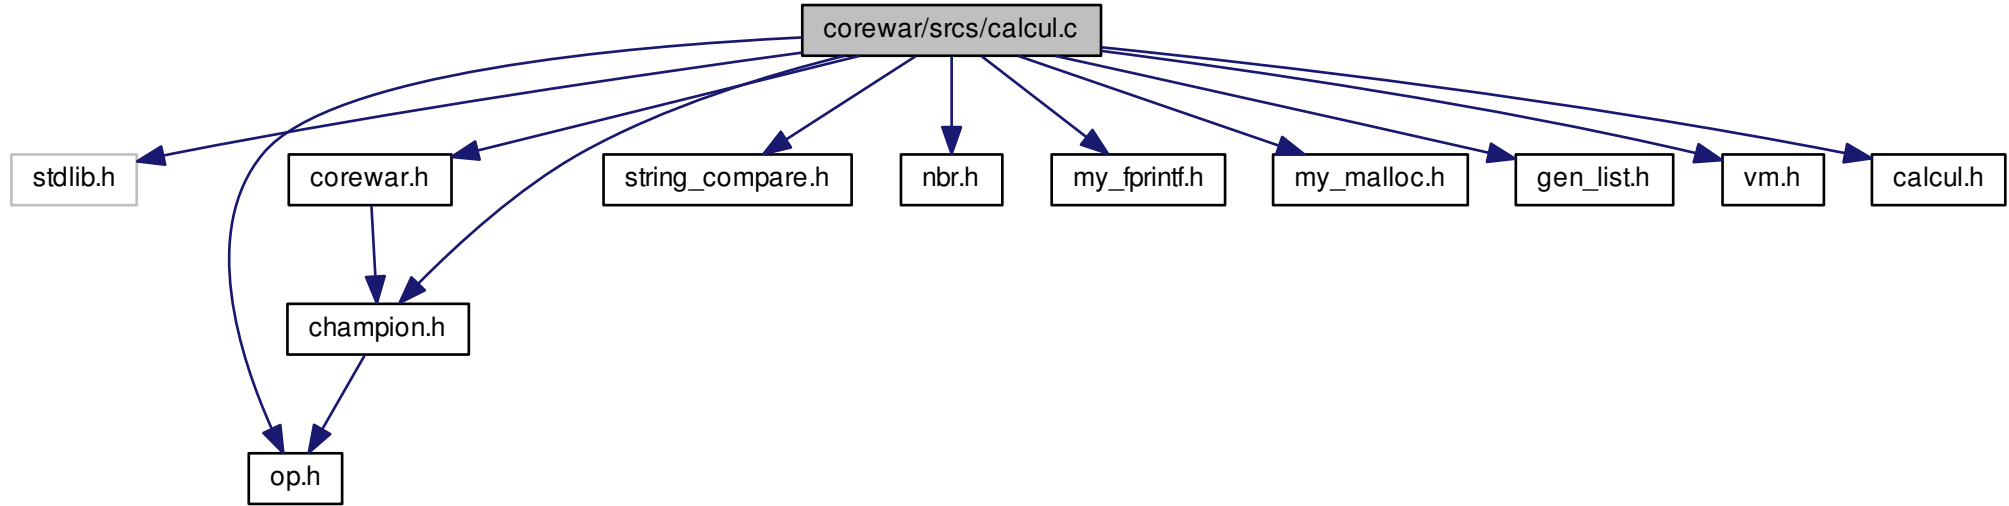 corewar/srcs/calcul.c
stdlib.h
corewar.h
string_compare.h
nbr.h
my_fprintf.h
my_malloc.h
gen_list.h
vm.h
calcul.h
champion.h
op.h